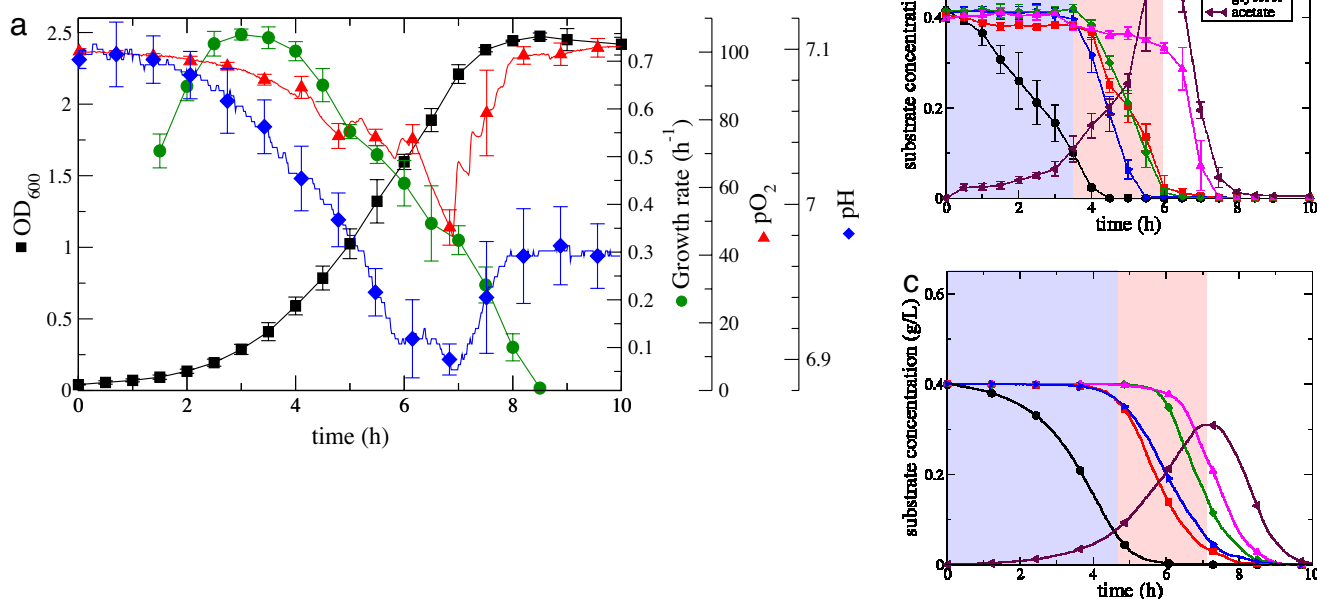 a
2.5
2
1.5
1
0.5
0
0 2 4 6 8 10
time (h)
OD600
0.7
0.6
0.5
0.4
0.3
0.2
0.1
Growth rate (h-1)
100
80
60
40
20
0
pO2
7.1
7
6.9
pH
acetate
0.4
0.2
0
0 2 4 6 8 10
time (h)
substrate concentrati
c
0.6
0.4
0.2
0
0 2 4 6 8 10
time (h)
substrate concentration (g/L)